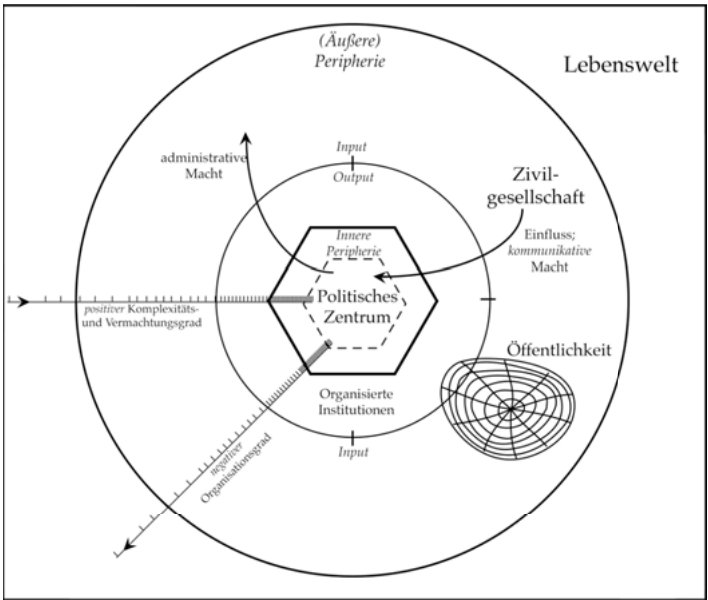 (Äußere)
Peripherie
Lebenswelt
administrative
Macht
Input
Output
Zivil-
gesellschaft
Einfluss;
kommunikative
Macht
Innere
Peripherie
Politisches
Zentrum
positiver Komplexitäts-
und Vermachtungsgrad
Öffentlichkeit
Organisierte
Institutionen
Input
negativer
Organisationsgrad